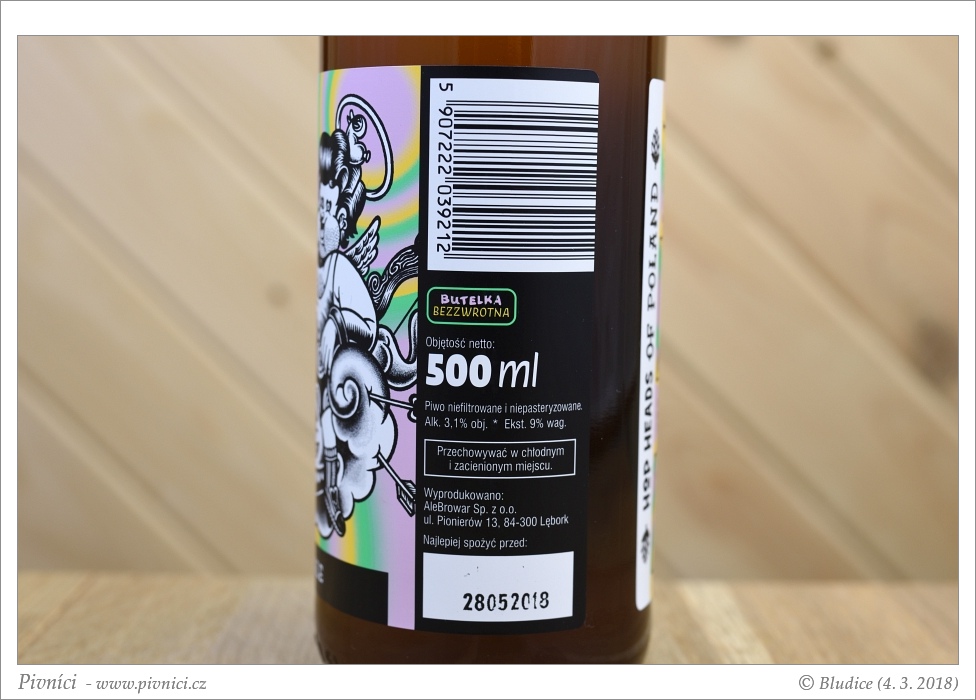 5 907222 039212
BUTELKA
BEZZWROTNA
Objętość netto:
500 ml
Piwo niefiltrowane i niepasteryzowane.
Alk. 3,1% obj. * Ekst. 9% wag.
Przechowywać w chłodnym
i zacienionym miejscu.
Wyprodukowano:
AleBrowar Sp. z o.o.
ul. Pionierów 13, 84-300 Lębork
Najlepiej spożyć przed:
28052018
HOP HEADS OF POLAND
Pivníci - www.pivnici.cz
© Bludice (4. 3. 2018)